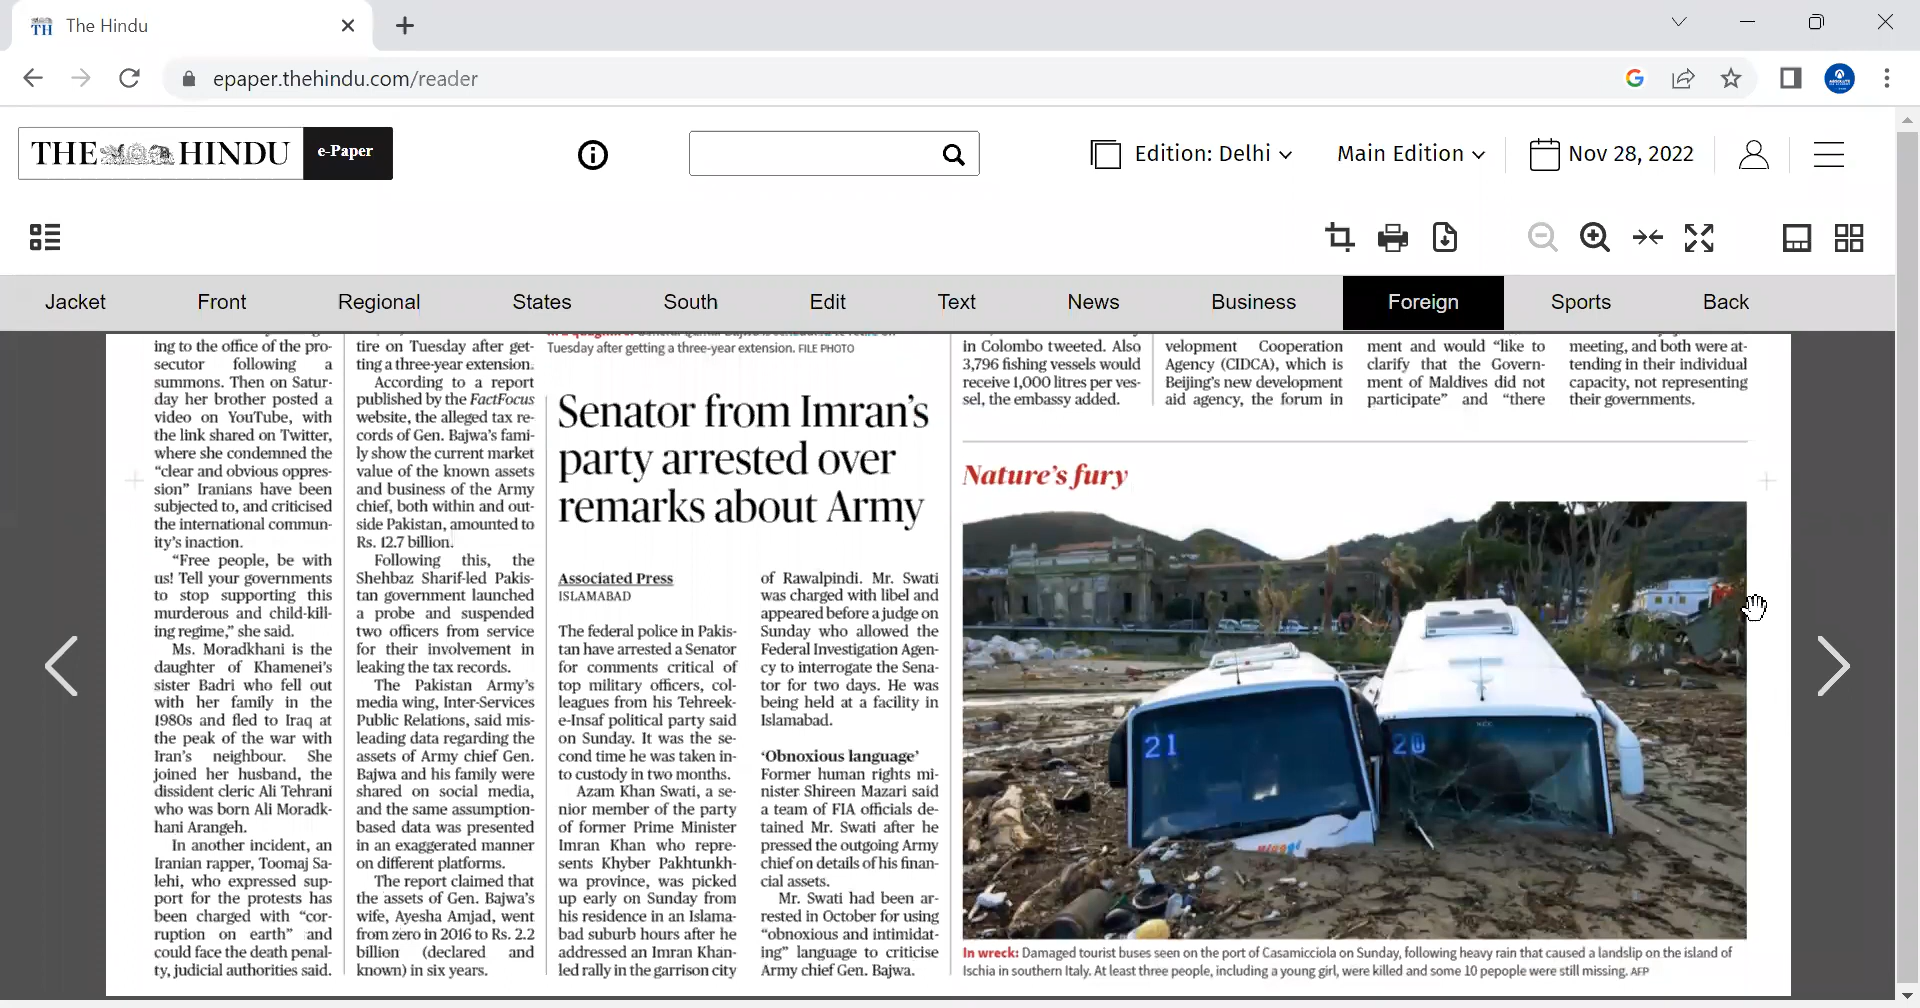 The Hindu
epaper.thehindu.com/reader
THE HINDU e-Paper
Edition: Delhi
Main Edition
Nov 28, 2022
Jacket
Front
Regional
States
South
Edit
Text
News
Business
Foreign
Sports
Back
ing to the office of the pro-
secutor following a
summons. Then on Satur-
day her brother posted a
video on YouTube, with
the link shared on Twitter,
where she condemned the
“clear and obvious oppres-
sion” Iranians have been
subjected to, and criticised
the international commun-
ity’s inaction.
“Free people, be with
us! Tell your governments
to stop supporting this
murderous and child-kill-
ing regime,” she said.
Ms. Moradkhani is the
daughter of Khamenei’s
sister Badri who fell out
with her family in the
1980s and fled to Iraq at
the peak of the war with
Iran’s neighbour. She
joined her husband, the
dissident cleric Ali Tehrani
who was born Ali Moradk-
hani Arangeh.
In another incident, an
Iranian rapper, Toomaj Sa-
lehi, who expressed sup-
port for the protests has
been charged with “cor-
ruption on earth” and
could face the death penal-
ty, judicial authorities said.
tire on Tuesday after get-
ting a three-year extension.
According to a report
published by the FactFocus
website, the alleged tax re-
cords of Gen. Bajwa’s fami-
ly show the current market
value of the known assets
and business of the Army
chief, both within and out-
side Pakistan, amounted to
Rs. 12.7 billion.
Following this, the
Shehbaz Sharif-led Pakis-
tan government launched
a probe and suspended
two officers from service
for their involvement in
leaking the tax records.
The Pakistan Army’s
media wing, Inter-Services
Public Relations, said mis-
leading data regarding the
assets of Army chief Gen.
Bajwa and his family were
shared on social media,
and the same assumption-
based data was presented
in an exaggerated manner
on different platforms.
The report claimed that
the assets of Gen. Bajwa’s
wife, Ayesha Amjad, went
from zero in 2016 to Rs. 2.2
billion (declared and
known) in six years.
Tuesday after getting a three-year extension. FILE PHOTO
Senator from Imran’s
party arrested over
remarks about Army
Associated Press
ISLAMABAD
The federal police in Pakis-
tan have arrested a Senator
for comments critical of
top military officers, col-
leagues from his Tehreek-
e-Insaf political party said
on Sunday. It was the se-
cond time he was taken in-
to custody in two months.
Azam Khan Swati, a se-
nior member of the party
of former Prime Minister
Imran Khan who repre-
sents Khyber Pakhtunkh-
wa province, was picked
up early on Sunday from
his residence in an Islama-
bad suburb hours after he
addressed an Imran Khan-
led rally in the garrison city
of Rawalpindi. Mr. Swati
was charged with libel and
appeared before a judge on
Sunday who allowed the
Federal Investigation Agen-
cy to interrogate the Sena-
tor for two days. He was
being held at a facility in
Islamabad.
‘Obnoxious language’
Former human rights mi-
nister Shireen Mazari said
a team of FIA officials de-
tained Mr. Swati after he
pressed the outgoing Army
chief on details of his finan-
cial assets.
Mr. Swati had been ar-
rested in October for using
“obnoxious and intimidat-
ing” language to criticise
Army chief Gen. Bajwa.
in Colombo tweeted. Also
3,796 fishing vessels would
receive 1,000 litres per ves-
sel, the embassy added.
velopment Cooperation
Agency (CIDCA), which is
Beijing’s new development
aid agency, the forum in
ment and would “like to
clarify that the Govern-
ment of Maldives did not
participate” and “there
meeting, and both were at-
tending in their individual
capacity, not representing
their governments.
Nature’s fury
21
20
In wreck: Damaged tourist buses seen on the port of Casamicciola on Sunday, following heavy rain that caused a landslip on the island of
Ischia in southern Italy. At least three people, including a young girl, were killed and some 10 pepople were still missing. AFP